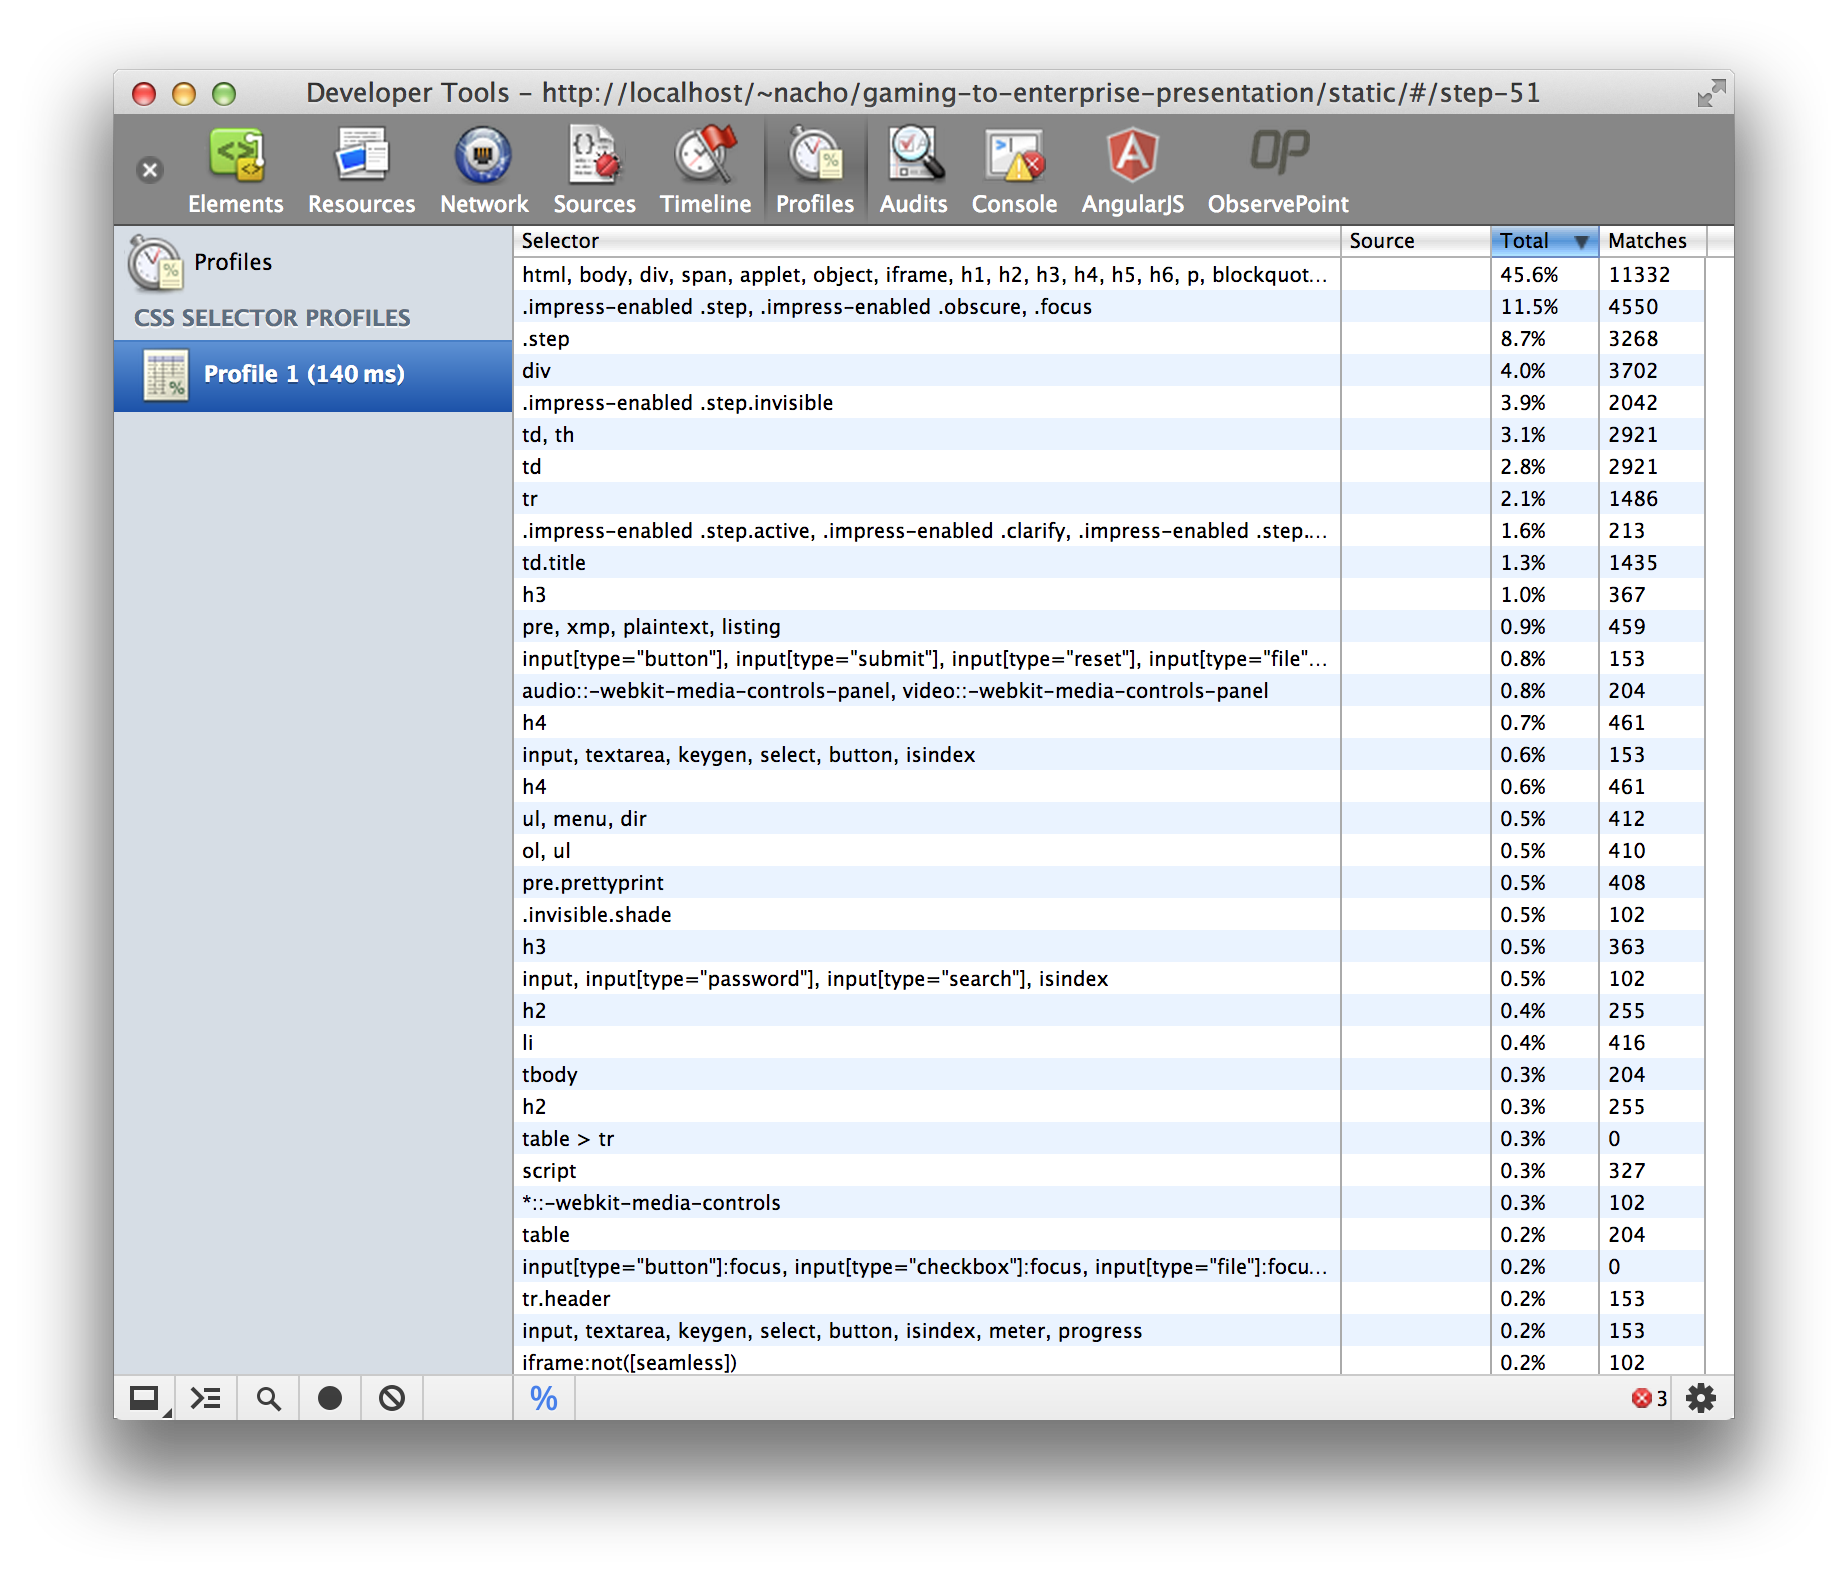 Developer Tools – http://localhost/~nacho/gaming-to-enterprise-presentation/static/#/step-51
Elements Resources Network Sources Timeline Profiles Audits Console AngularJS ObservePoint
OP
Profiles
CSS SELECTOR PROFILES
Profile 1 (140 ms)
Selector Source Total Matches
html, body, div, span, applet, object, iframe, h1, h2, h3, h4, h5, h6, p, blockquot... 45.6% 11332
.impress-enabled .step, .impress-enabled .obscure, .focus 11.5% 4550
.step 8.7% 3268
div 4.0% 3702
.impress-enabled .step.invisible 3.9% 2042
td, th 3.1% 2921
td 2.8% 2921
tr 2.1% 1486
.impress-enabled .step.active, .impress-enabled .clarify, .impress-enabled .step.... 1.6% 213
td.title 1.3% 1435
h3 1.0% 367
pre, xmp, plaintext, listing 0.9% 459
input[type="button"], input[type="submit"], input[type="reset"], input[type="file"... 0.8% 153
audio::-webkit-media-controls-panel, video::-webkit-media-controls-panel 0.8% 204
h4 0.7% 461
input, textarea, keygen, select, button, isindex 0.6% 153
h4 0.6% 461
ul, menu, dir 0.5% 412
ol, ul 0.5% 410
pre.prettyprint 0.5% 408
.invisible.shade 0.5% 102
h3 0.5% 363
input, input[type="password"], input[type="search"], isindex 0.5% 102
h2 0.4% 255
li 0.4% 416
tbody 0.3% 204
h2 0.3% 255
table > tr 0.3% 0
script 0.3% 327
*::-webkit-media-controls 0.3% 102
table 0.2% 204
input[type="button"]:focus, input[type="checkbox"]:focus, input[type="file"]:focu... 0.2% 0
tr.header 0.2% 153
input, textarea, keygen, select, button, isindex, meter, progress 0.2% 153
iframe:not([seamless]) 0.2% 102
% 3